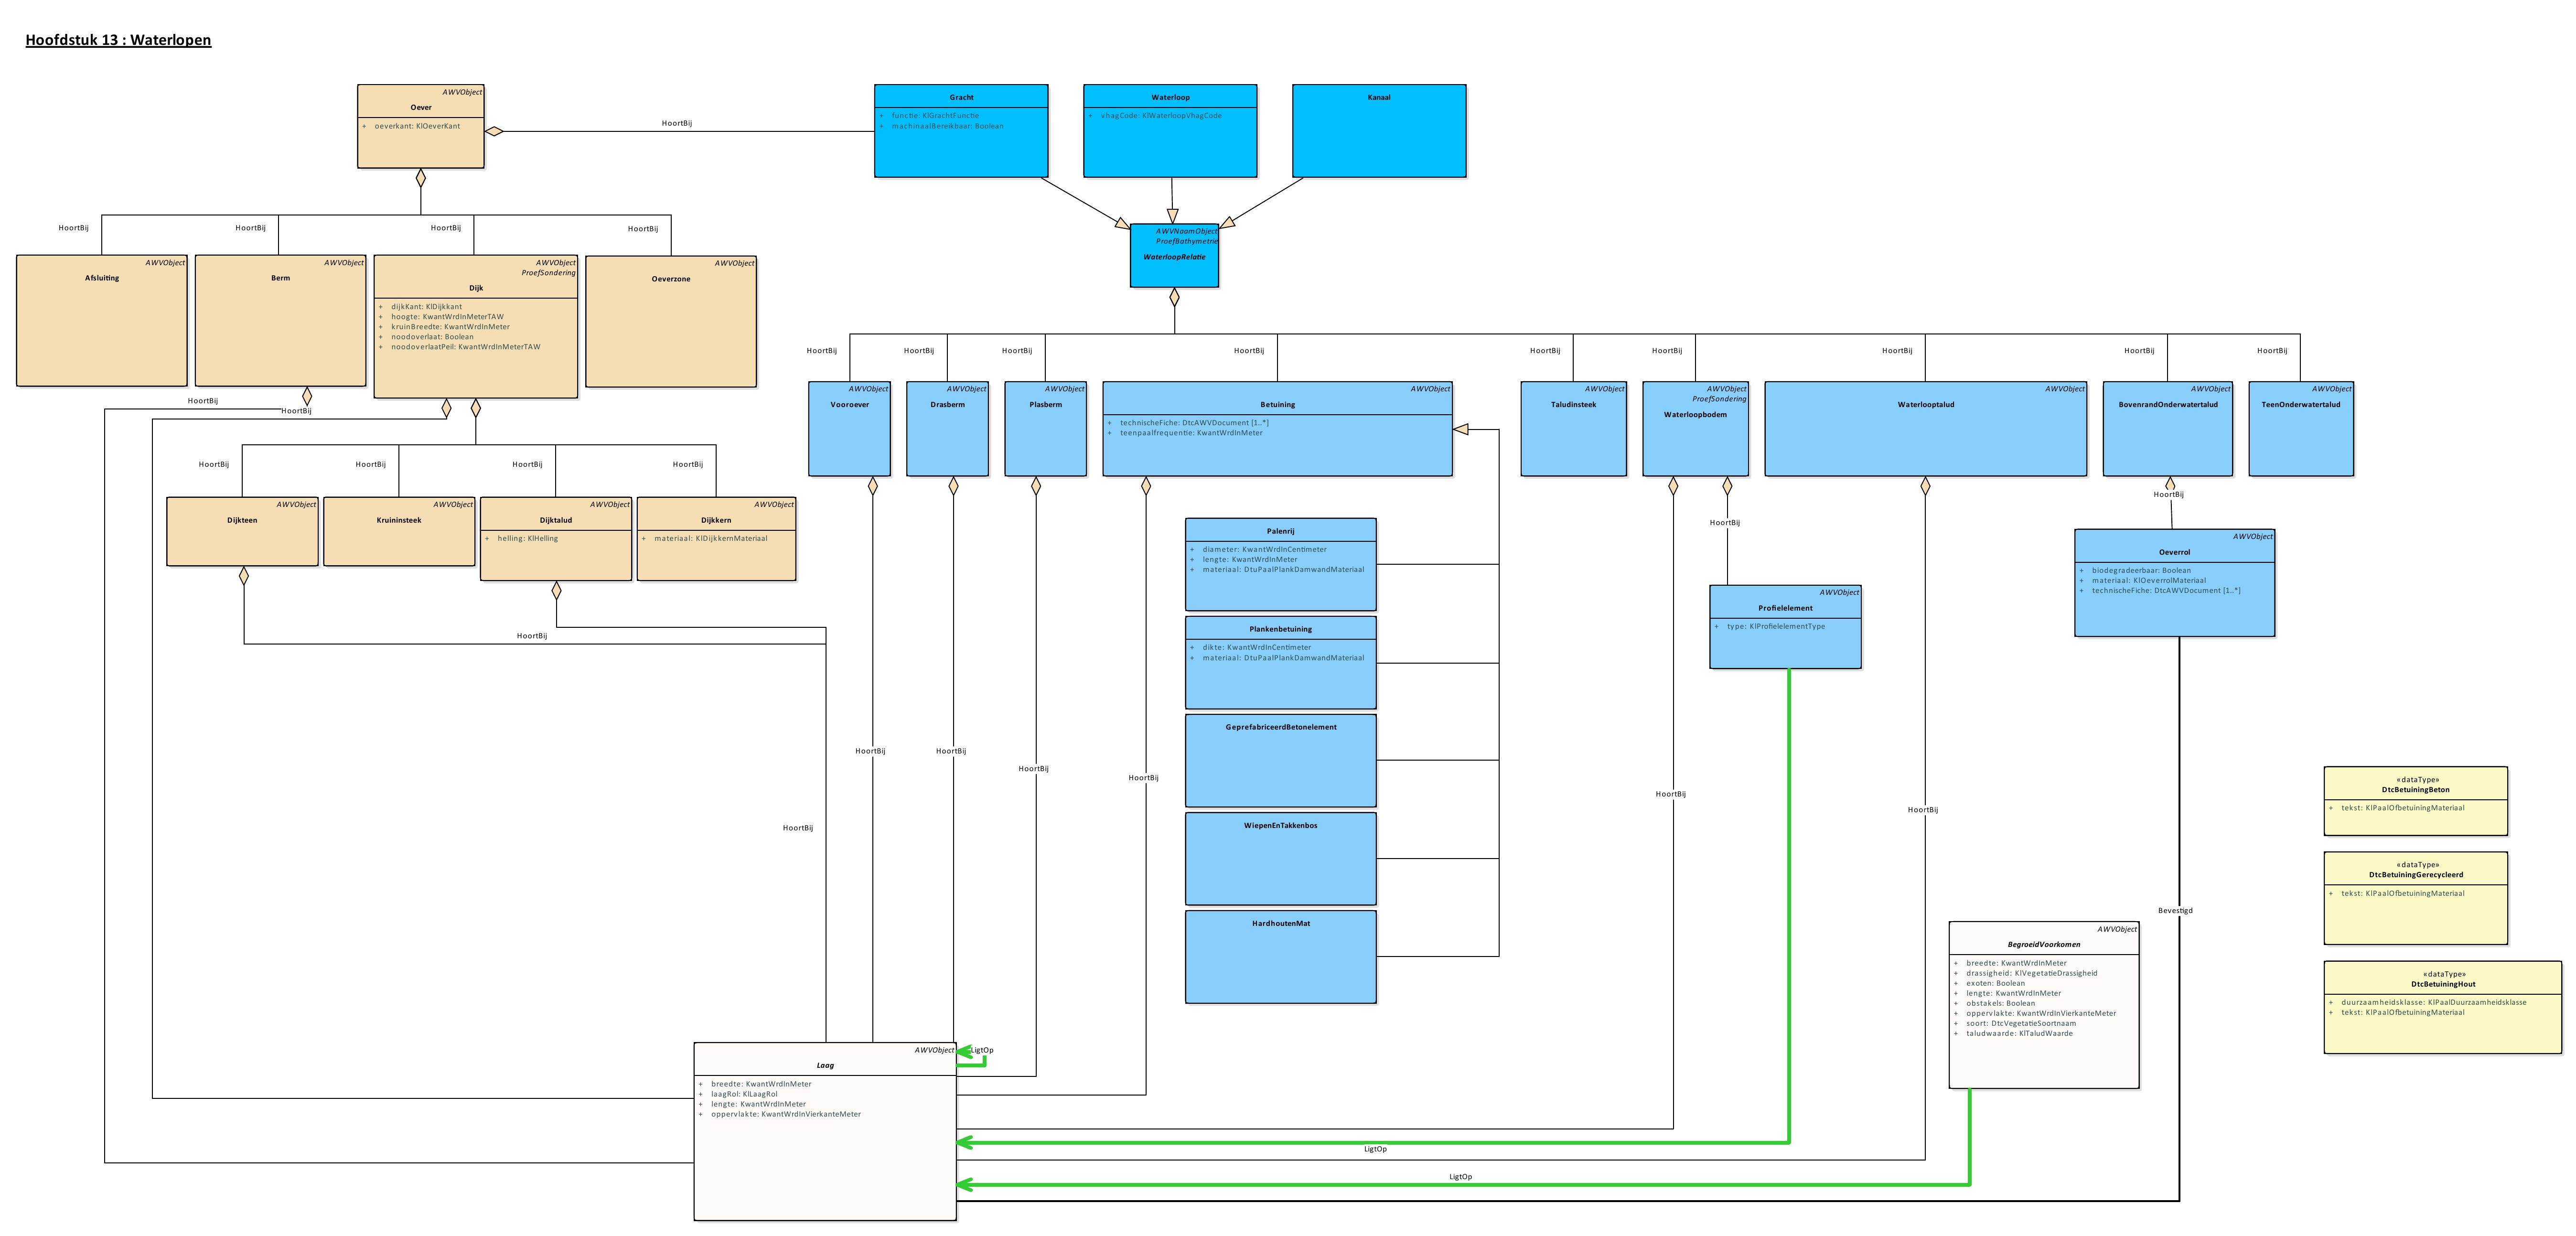 Hoofdstuk 13 : Waterlopen
AWVObject
Oever
+ oeverkant: KlOeverKant
HoortBij
Gracht
+ functie: KlGrachtFunctie
+ machinaalBereikbaar: Boolean
Waterloop
+ vhagCode: KlWaterloopVhagCode
Kanaal
AWVNaamObject
ProefBathymetrie
WaterloopRelatie
HoortBij
HoortBij
HoortBij
HoortBij
AWVObject
Afsluiting
AWVObject
Berm
AWVObject
ProefSondering
Dijk
+ dijkKant: KlDijkkant
+ hoogte: KwantWrdInMeterTAW
+ kruinBreedte: KwantWrdInMeter
+ noodoverlaat: Boolean
+ noodoverlaatPeil: KwantWrdInMeterTAW
AWVObject
Oeverzone
HoortBij
HoortBij
HoortBij
HoortBij
HoortBij
HoortBij
HoortBij
HoortBij
HoortBij
AWVObject
Vooroever
AWVObject
Drasberm
AWVObject
Plasberm
AWVObject
Betuining
+ technischeFiche: DtcAWVDocument [1..*]
+ teenpaalfrequentie: KwantWrdInMeter
AWVObject
Taludinsteek
AWVObject
ProefSondering
Waterloopbodem
AWVObject
Waterlooptalud
AWVObject
BovenrandOnderwatertalud
AWVObject
TeenOnderwatertalud
HoortBij
HoortBij
HoortBij
HoortBij
HoortBij
HoortBij
AWVObject
Dijkteen
AWVObject
Kruininsteek
AWVObject
Dijktalud
+ helling: KlHelling
AWVObject
Dijkkern
+ materiaal: KlDijkkernMateriaal
HoortBij
HoortBij
Palenrij
+ diameter: KwantWrdInCentimeter
+ lengte: KwantWrdInMeter
+ materiaal: DtuPaalPlankDamwandMateriaal
Plankenbetuining
+ dikte: KwantWrdInCentimeter
+ materiaal: DtuPaalPlankDamwandMateriaal
GeprefabriceerdBetonelement
WiepenEnTakkenbos
HardhoutenMat
AWVObject
Profielelement
+ type: KlProfielelementType
AWVObject
Oeverrol
+ biodegradeerbaar: Boolean
+ materiaal: KlOeverrolMateriaal
+ technischeFiche: DtcAWVDocument [1..*]
HoortBij
HoortBij
HoortBij
HoortBij
HoortBij
HoortBij
HoortBij
HoortBij
«dataType»
DtcBetuiningBeton
+ tekst: KlPaalOfbetuiningMateriaal
«dataType»
DtcBetuiningGerecycleerd
+ tekst: KlPaalOfbetuiningMateriaal
«dataType»
DtcBetuiningHout
+ duurzaamheidsklasse: KlPaalDuurzaamheidsklasse
+ tekst: KlPaalOfbetuiningMateriaal
Bevestigd
AWVObject
BegroeidVoorkomen
+ breedte: KwantWrdInMeter
+ drassigheid: KlVegetatieDrassigheid
+ exoten: Boolean
+ lengte: KwantWrdInMeter
+ obstakels: Boolean
+ oppervlakte: KwantWrdInVierkanteMeter
+ soort: DtcVegetatieSoortnaam
+ taludwaarde: KlTaludWaarde
AWVObject
Laag
+ breedte: KwantWrdInMeter
+ laagRol: KlLaagRol
+ lengte: KwantWrdInMeter
+ oppervlakte: KwantWrdInVierkanteMeter
LigtOp
LigtOp
LigtOp